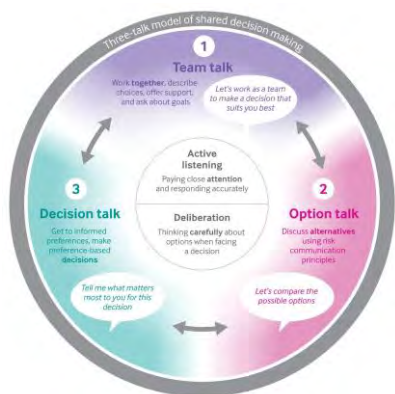 Three-talk model of shared decision making
1
Team talk
Work together, describe
choices, offer support,
and ask about goals
Let's work as a team
to make a decision that
suits you best
Active
listening
Paying close attention
and responding accurately
Deliberation
Thinking carefully about
options when facing
a decision
2
Option talk
Discuss alternatives
using risk
communication
principles
Let's compare the
possible options
3
Decision talk
Get to informed
preferences, make
preference-based
decisions
Tell me what matters
most to you for this
decision